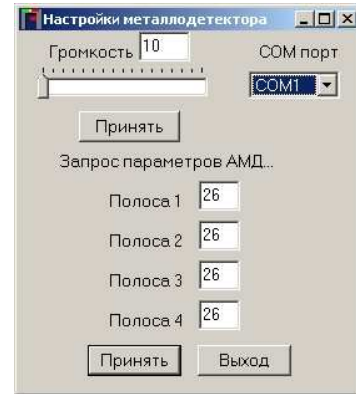 Настройки металлодетектора
Громкость 10 COM порт
COM1
Принять
Запрос параметров АМД...
Полоса 1 26
Полоса 2 26
Полоса 3 26
Полоса 4 26
Принять Выход